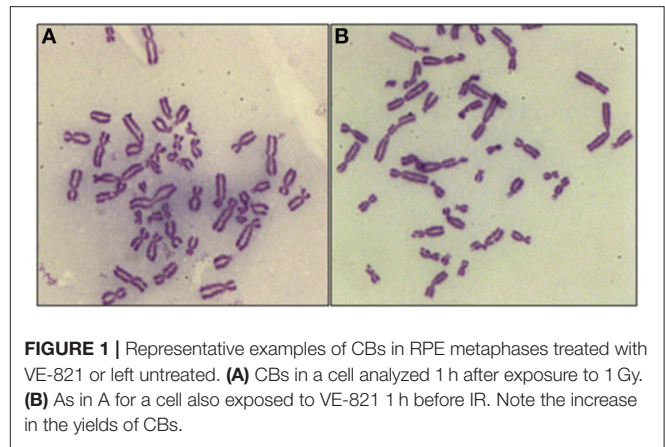 A B
FIGURE 1 | Representative examples of CBs in RPE metaphases treated with
VE-821 or left untreated. (A) CBs in a cell analyzed 1 h after exposure to 1 Gy.
(B) As in A for a cell also exposed to VE-821 1 h before IR. Note the increase
in the yields of CBs.